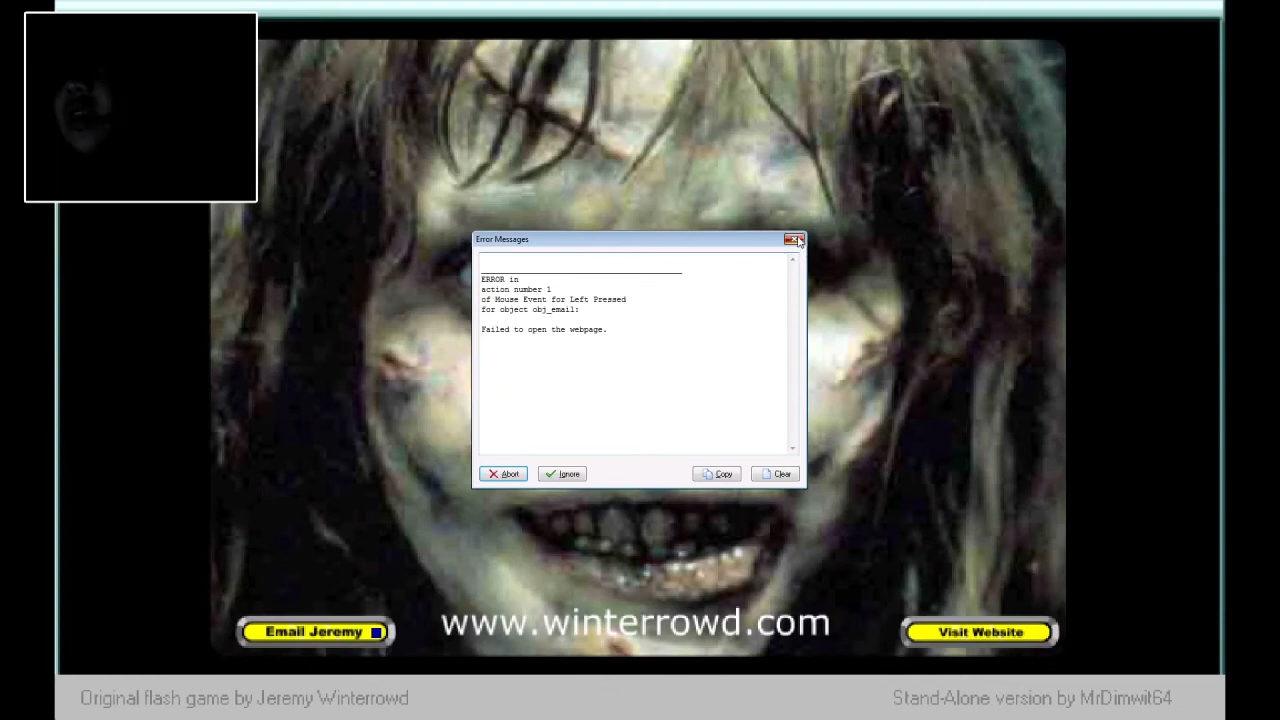 Error Messages
ERROR in
action number 1
of Mouse Event for Left Pressed
for object obj_email:
Failed to open the webpage.
Abort Ignore Copy Clear
www.winterrowd.com
Email Jeremy Visit Website
Original flash game by Jeremy Winterrowd Stand-Alone version by MrDimwit64